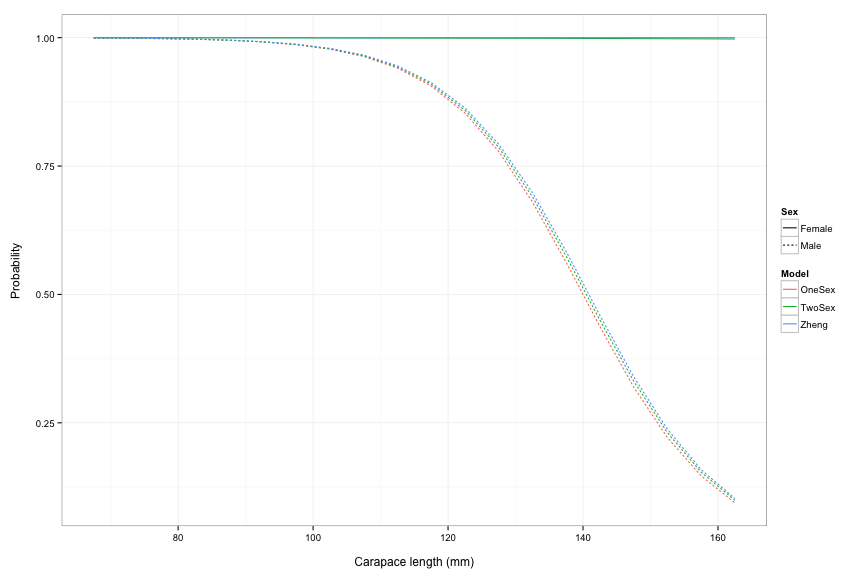 1.00
0.75
0.50
0.25
Probability
80
100
120
140
160
Carapace length (mm)
Sex
Female
Male
Model
OneSex
TwoSex
Zheng